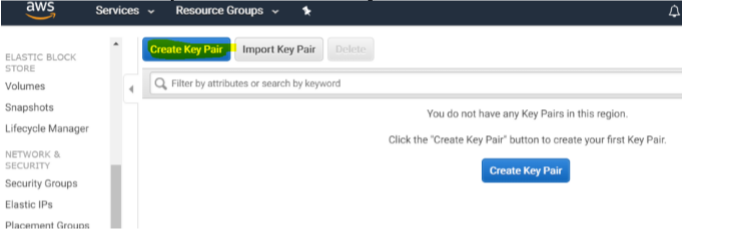 aws
Services
Resource Groups
Create Key Pair
Import Key Pair
Delete
Filter by attributes or search by keyword
ELASTIC BLOCK
STORE
Volumes
Snapshots
Lifecycle Manager
NETWORK &
SECURITY
Security Groups
Elastic IPs
Placement Groups
You do not have any Key Pairs in this region.
Click the "Create Key Pair" button to create your first Key Pair.
Create Key Pair